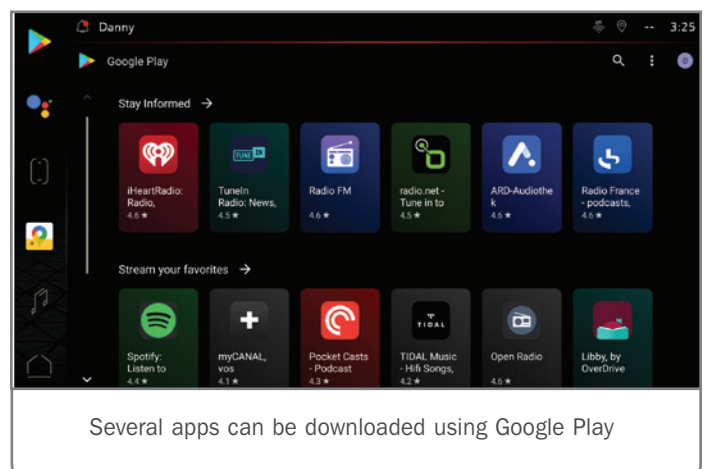 Danny
-- 3:25
Google Play
D
Stay Informed →
TUNE IN
iHeartRadio:
Radio,
4.6 ★
TuneIn
Radio: News,
4.5 ★
Radio FM
4.6 ★
radio.net -
Tune in to
4.5 ★
ARD-Audiothe
k
4.6 ★
Radio France
- podcasts,
4.6 ★
Stream your favorites →
TIDAL
Spotify:
Listen to
4.4 ★
myCANAL,
vos
4.1 ★
Pocket Casts
- Podcast
4.3 ★
TIDAL Music
- Hifi Songs,
4.2 ★
Open Radio
4.6 ★
Libby, by
OverDrive
Several apps can be downloaded using Google Play